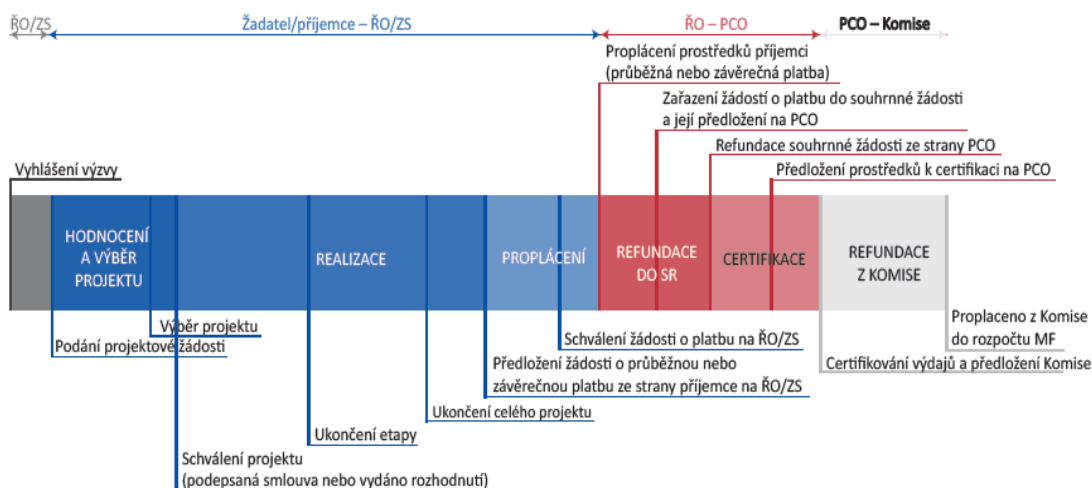 ŘO/ZS
Žadatel/příjemce – ŘO/ZS
ŘO – PCO
PCO – Komise
Proplácení prostředků příjemci
(průběžná nebo závěrečná platba)
Zařazení žádostí o platbu do souhrnné žádosti
a její předložení na PCO
Refundace souhrnné žádosti ze strany PCO
Předložení prostředků k certifikaci na PCO
Vyhlášení výzvy
HODNOCENÍ
A VÝBĚR
PROJEKTU
REALIZACE
PROPLÁCENÍ
REFUNDACE
DO SR
CERTIFIKACE
REFUNDACE
Z KOMISE
Výběr projektu
Podání projektové žádosti
Schválení žádosti o platbu na ŘO/ZS
Proplaceno z Komise
do rozpočtu MF
Předložení žádosti o průběžnou nebo
závěrečnou platbu ze strany příjemce na ŘO/ZS
Certifikování výdajů a předložení Komise
Ukončení celého projektu
Ukončení etapy
Schválení projektu
(podepsaná smlouva nebo vydáno rozhodnutí)